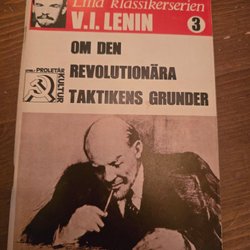 Lilla klassikerserien
V.I. LENIN
3
OM DEN
REVOLUTIONÄRA
TAKTIKENS GRUNDER
PROLETÄR
KULTUR